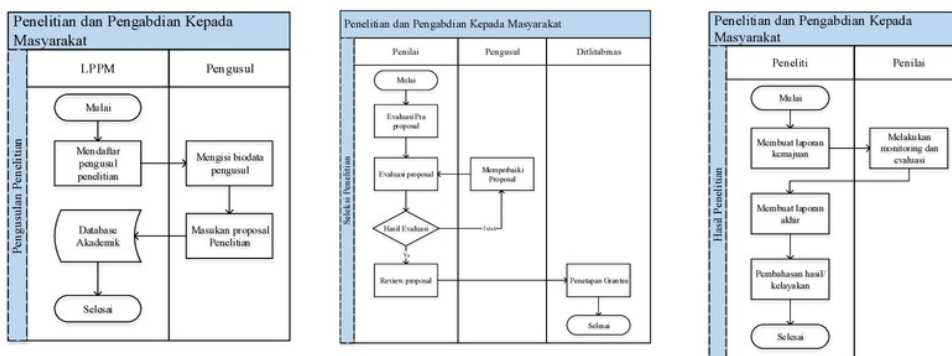 Penelitian dan Pengabdian Kepada
Masyarakat
Pengusulan Penelitian
LPPM
Pengusul
Mulai
Mendaftar
pengusul
penelitian
Mengisi biodata
pengusul
Masukan proposal
Penelitian
Database
Akademik
Selesai
Penelitian dan Pengabdian Kepada Masyarakat
Seleksi Penelitian
Penilai
Pengusul
Ditlitabmas
Mulai
Evaluasi Pra
proposal
Evaluasi proposal
Memperbaiki
Proposal
Hasil Evaluasi
Tidak
Ya
Review proposal
Penetapan Grantee
Selesai
Penelitian dan Pengabdian Kepada
Masyarakat
Hasil Penelitian
Peneliti
Penilai
Mulai
Membuat laporan
kemajuan
Melakukan
monitoring dan
evaluasi
Membuat laporan
akhir
Pembahasan hasil/
kelayakan
Selesai